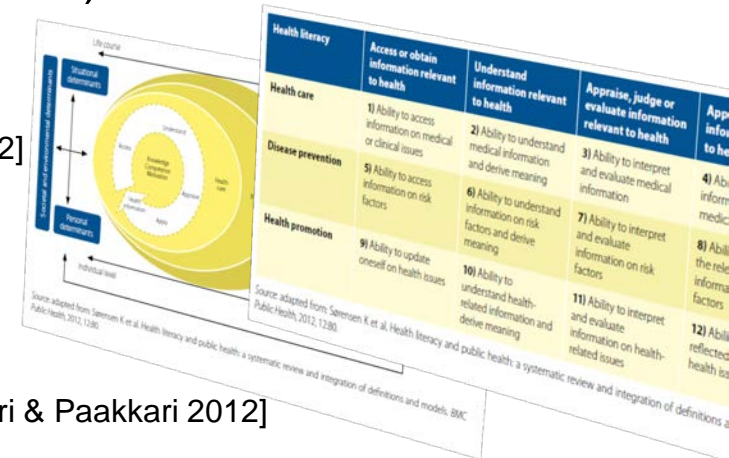 2]
ri & Paakkari 2012]
Life course
Situational
determinants
Societal and environmental determinants
Personal
determinants
Understand
Access
Knowledge
Competence
Motivation
Appraise
Health
information
Apply
Health
care
Individual level
Source: adapted from: Sørensen K et al. Health literacy and public health: a systematic review and integration of definitions and models, BMC
Public Health, 2012, 12:80.
Health literacy
Access or obtain
information relevant
to health
Understand
information relevant
to health
Appraise, judge or
evaluate information
relevant to health
Health care
1) Ability to access
information on medical
or clinical issues
2) Ability to understand
medical information
and derive meaning
3) Ability to interpret
and evaluate medical
information
4)
Disease prevention
5) Ability to access
information on risk
factors
6) Ability to understand
information on risk
factors and derive
meaning
7) Ability to interpret
and evaluate
information on risk
factors
8)
the
factors
Health promotion
9) Ability to update
oneself on health issues
10) Ability to
understand health-
related information and
derive meaning
11) Ability to interpret
and evaluate
information on health-
related issues
12)
reflected
Source: adapted from: Sørensen K et al. Health literacy and public health: a systematic review and integration of definitions
Public Health, 2012, 12:80.